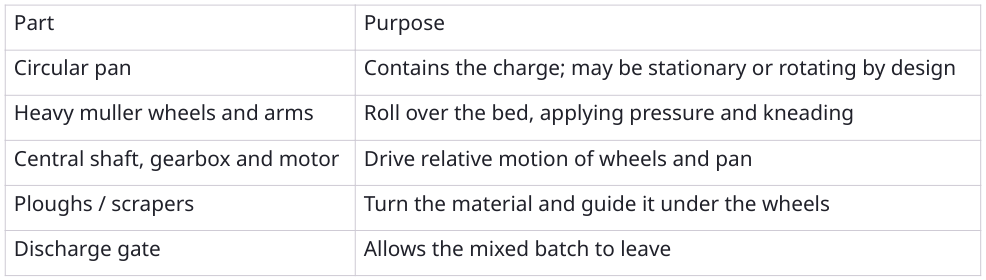 Part Purpose
Circular pan Contains the charge; may be stationary or rotating by design
Heavy muller wheels and arms Roll over the bed, applying pressure and kneading
Central shaft, gearbox and motor Drive relative motion of wheels and pan
Ploughs / scrapers Turn the material and guide it under the wheels
Discharge gate Allows the mixed batch to leave